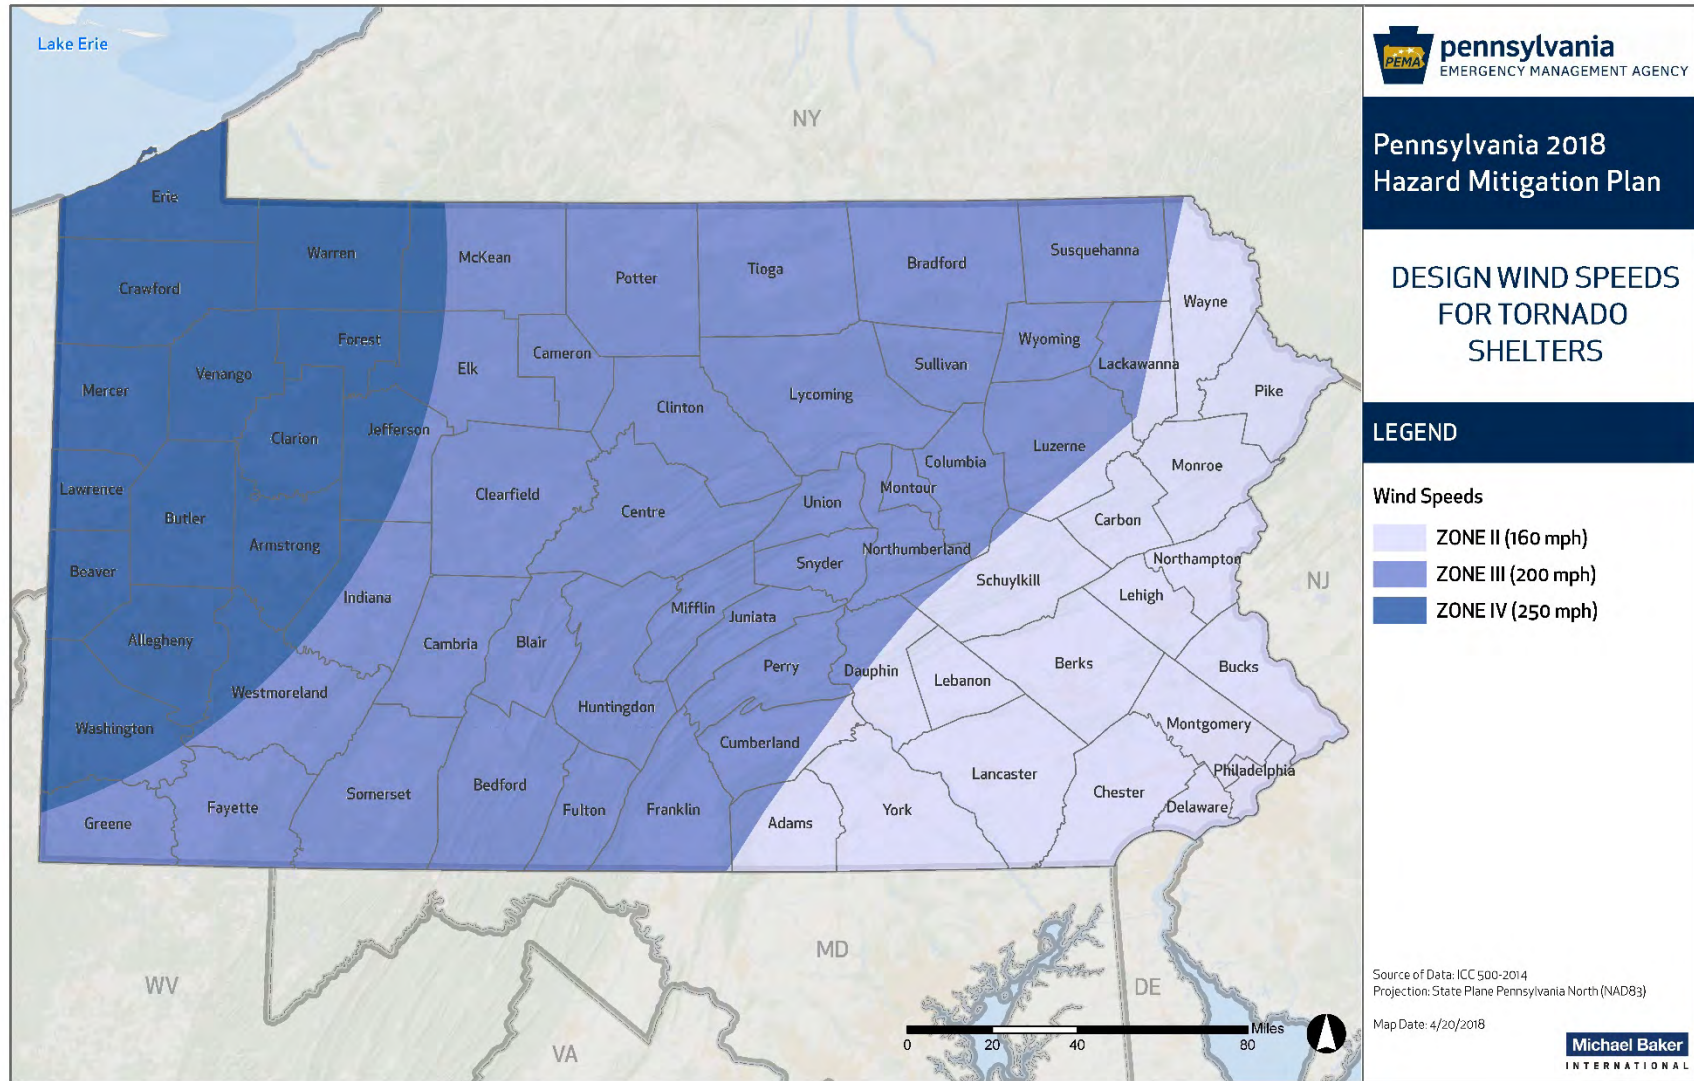 Lake Erie
NY
Erie
Warren
McKean
Potter
Tioga
Bradford
Susquehanna
Wayne
Crawford
Forest
Elk
Cameron
Sullivan
Wyoming
Lackawanna
Pike
Mercer
Venango
Clinton
Lycoming
Clarion
Jefferson
Columbia
Luzerne
Monroe
Lawrence
Butler
Clearfield
Centre
Union
Montour
Carbon
Armstrong
Beaver
Snyder
Northumberland
Northampton
Schuylkill
NJ
Indiana
Mifflin
Juniata
Lehigh
Allegheny
Cambria
Blair
Perry
Dauphin
Lebanon
Berks
Bucks
Westmoreland
Huntingdon
Washington
Cumberland
Montgomery
Philadelphia
Lancaster
Chester
Delaware
Greene
Fayette
Somerset
Bedford
Fulton
Franklin
Adams
York
WV
MD
DE
VA
Miles
0 20 40 80
PEMA
pennsylvania
EMERGENCY MANAGEMENT AGENCY
Pennsylvania 2018
Hazard Mitigation Plan
DESIGN WIND SPEEDS
FOR TORNADO
SHELTERS
LEGEND
Wind Speeds
ZONE II (160 mph)
ZONE III (200 mph)
ZONE IV (250 mph)
Source of Data: ICC 500-2014
Projection: State Plane Pennsylvania North (NAD83)
Map Date: 4/20/2018
Michael Baker
INTERNATIONAL